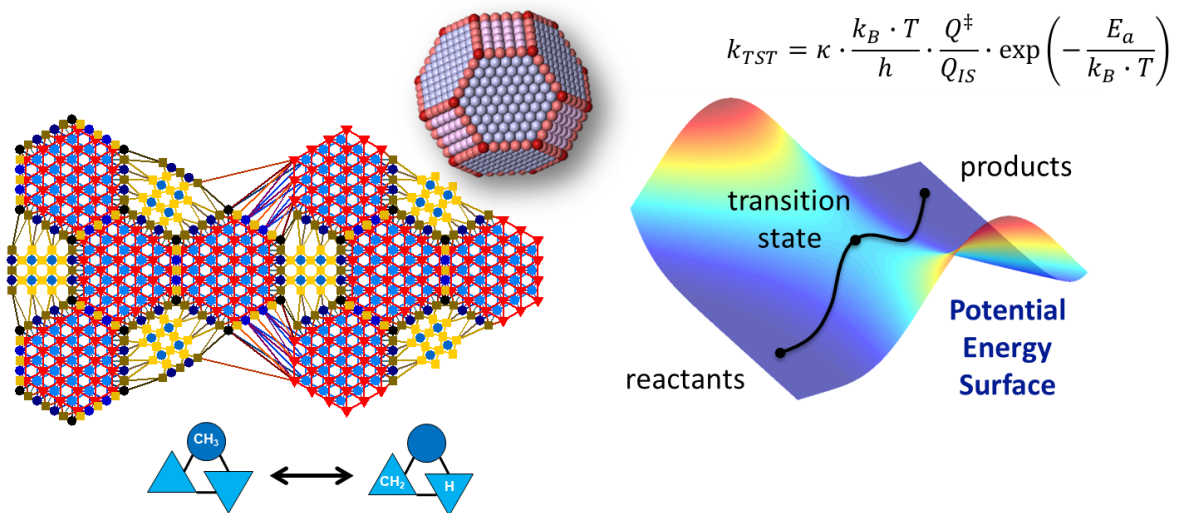 k_TST = κ · k_B · T / h · Q^‡ / Q_IS · exp(− E_a / k_B · T)
products
transition
state
Potential
Energy
Surface
reactants
CH₃
CH₂ H